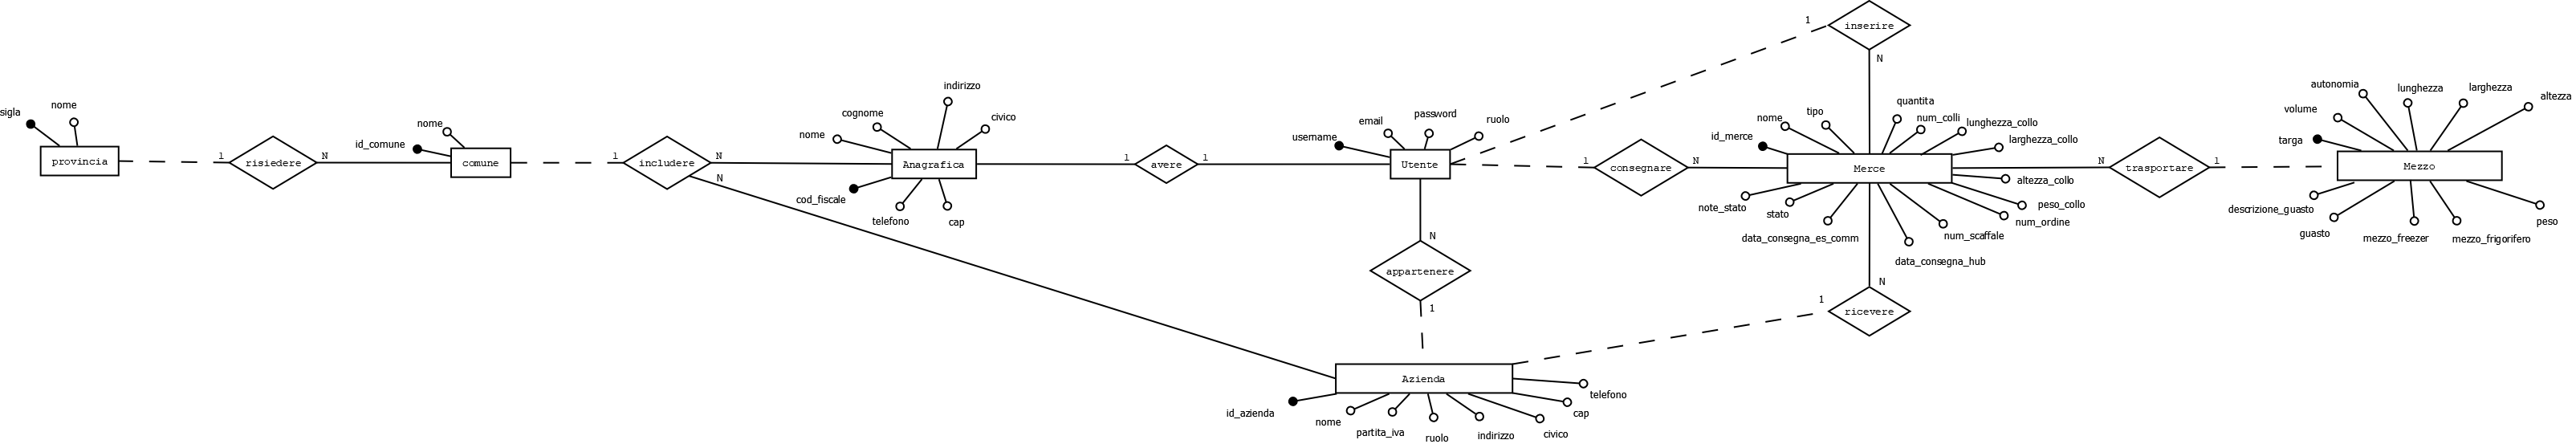 sigla
nome
provincia
1
risiedere
N
id_comune
nome
comune
1
includere
N
N
nome
cognome
indirizzo
civico
Anagrafica
cod_fiscale
telefono
cap
1
avere
1
username
email
password
ruolo
Utente
N
appartenere
1
1
inserire
N
1
consegnare
N
id_merce
nome
tipo
quantita
num_colli
lunghezza_collo
larghezza_collo
Merce
altezza_collo
peso_collo
num_ordine
num_scaffale
data_consegna_hub
data_consegna_es_comm
stato
note_stato
N
1
ricevere
N
trasportare
1
targa
volume
autonomia
lunghezza
larghezza
altezza
Mezzo
descrizione_guasto
guasto
mezzo_freezer
mezzo_frigorifero
peso
Azienda
id_azienda
nome
partita_iva
ruolo
indirizzo
civico
cap
telefono